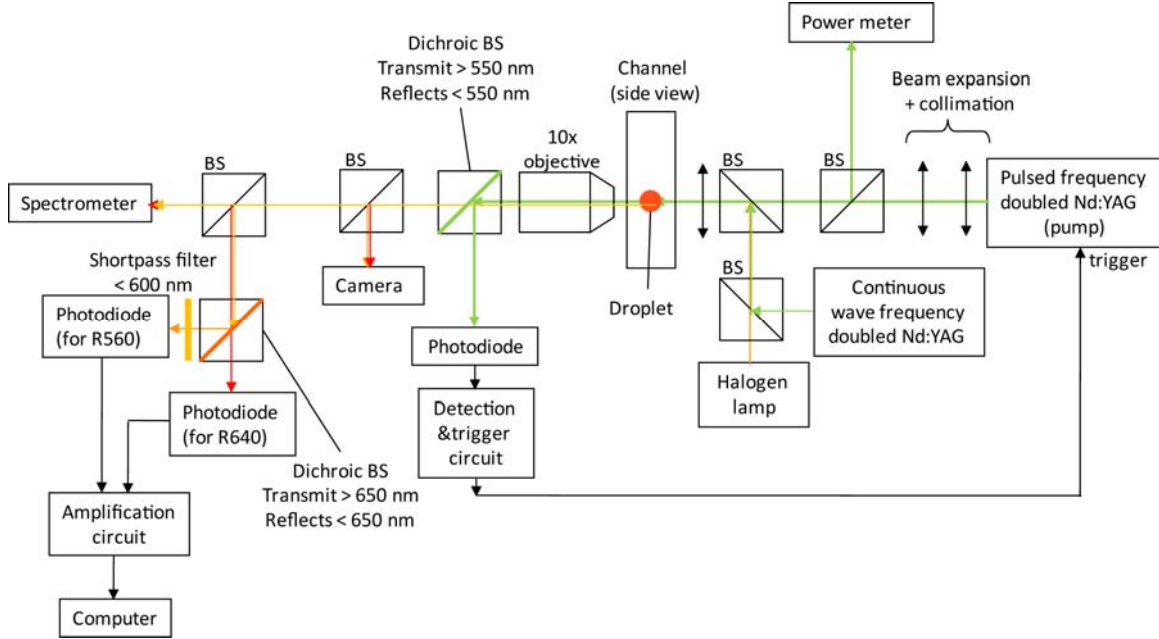 Power meter
Dichroic BS
Transmit > 550 nm
Reflects < 550 nm
Channel
(side view)
Beam expansion
+ collimation
10x
objective
BS
BS
BS
BS
Spectrometer
Pulsed frequency
doubled Nd:YAG
(pump)
trigger
Shortpass filter
< 600 nm
Camera
Droplet
BS
Continuous
wave frequency
doubled Nd:YAG
Photodiode
(for R560)
Photodiode
Halogen
lamp
Photodiode
(for R640)
Detection
&trigger
circuit
Dichroic BS
Transmit > 650 nm
Reflects < 650 nm
Amplification
circuit
Computer